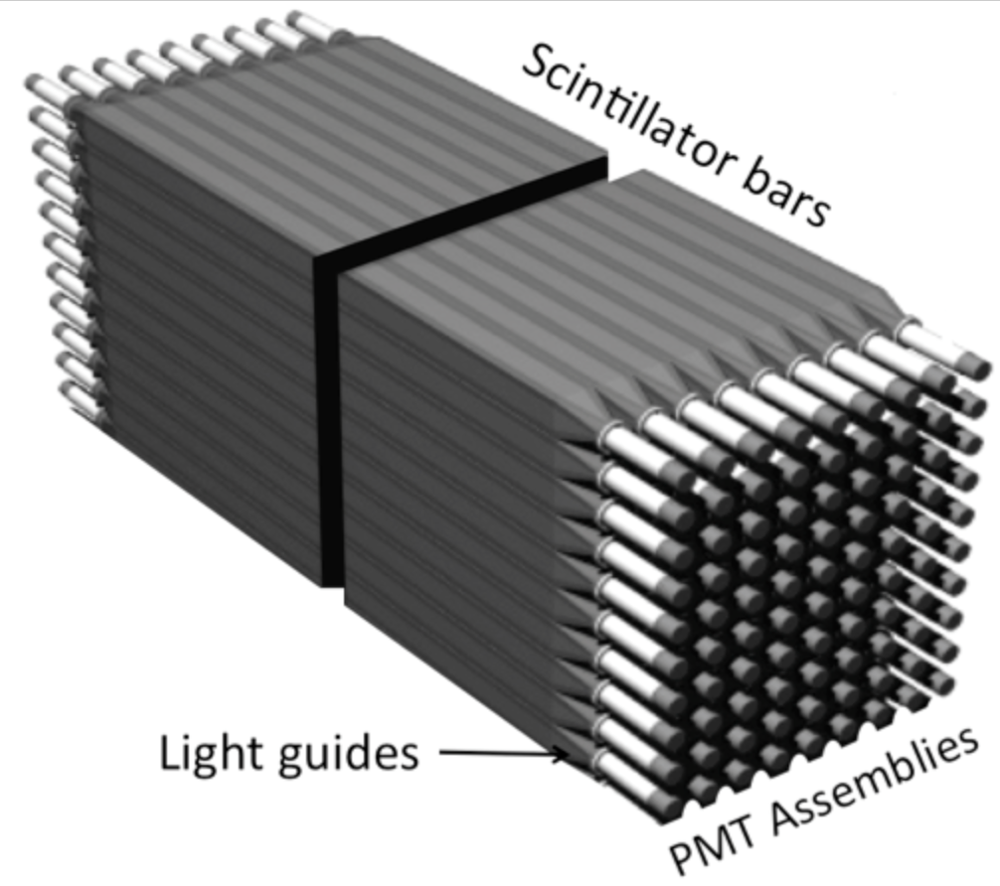 Scintillator bars
Light guides
PMT Assemblies